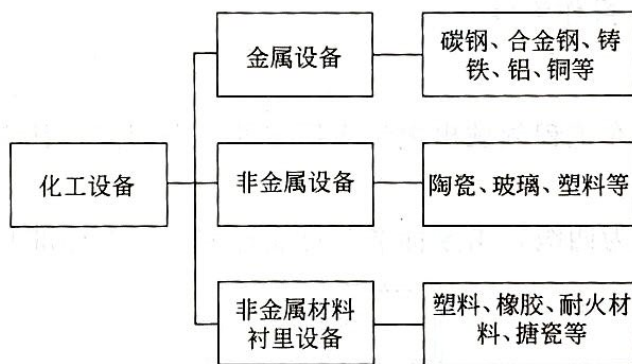 金属设备
碳钢、合金钢、铸
铁、铝、铜等
化工设备
非金属设备
陶瓷、玻璃、塑料等
非金属材料
衬里设备
塑料、橡胶、耐火材
料、搪瓷等